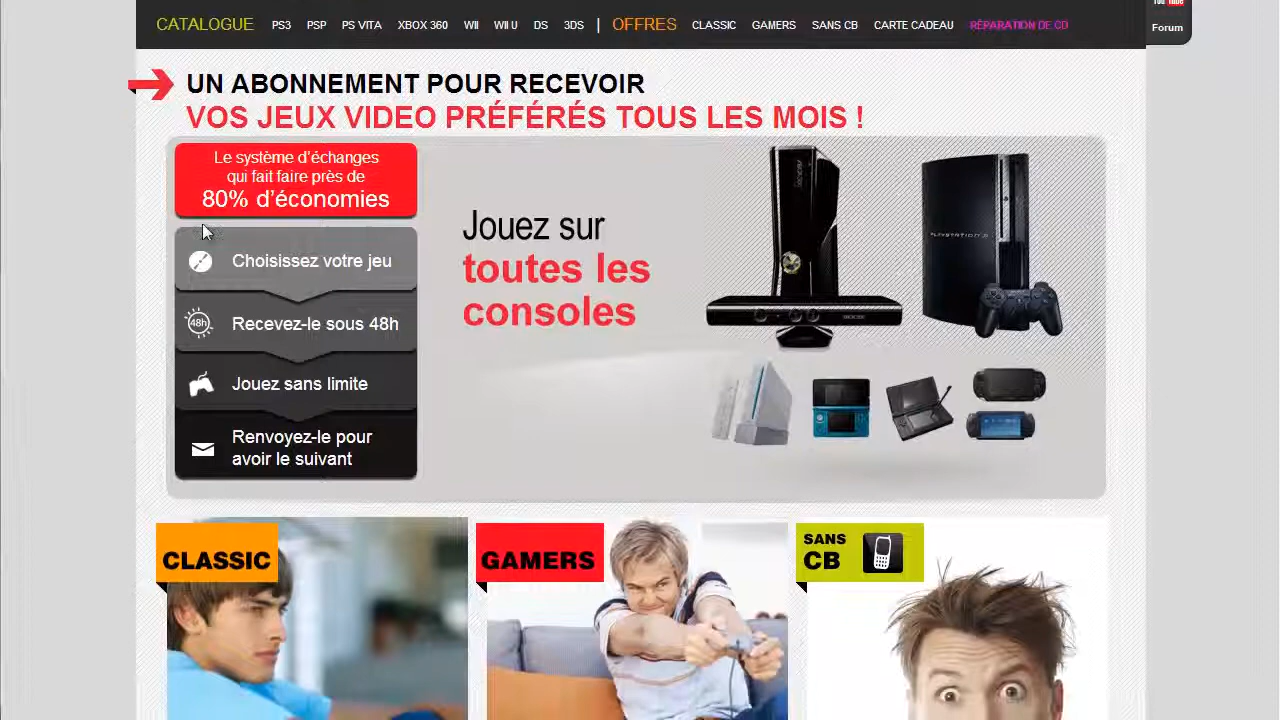 CATALOGUE PS3 PSP PS VITA XBOX 360 WII WII U DS 3DS | OFFRES CLASSIC GAMERS SANS CB CARTE CADEAU RÉPARATION DE CD
Forum
UN ABONNEMENT POUR RECEVOIR
VOS JEUX VIDEO PRÉFÉRÉS TOUS LES MOIS !
Le système d'échanges
qui fait faire près de
80% d'économies
Choisissez votre jeu
48h
Recevez-le sous 48h
Jouez sans limite
Renvoyez-le pour
avoir le suivant
Jouez sur
toutes les
consoles
CLASSIC
GAMERS
SANS
CB